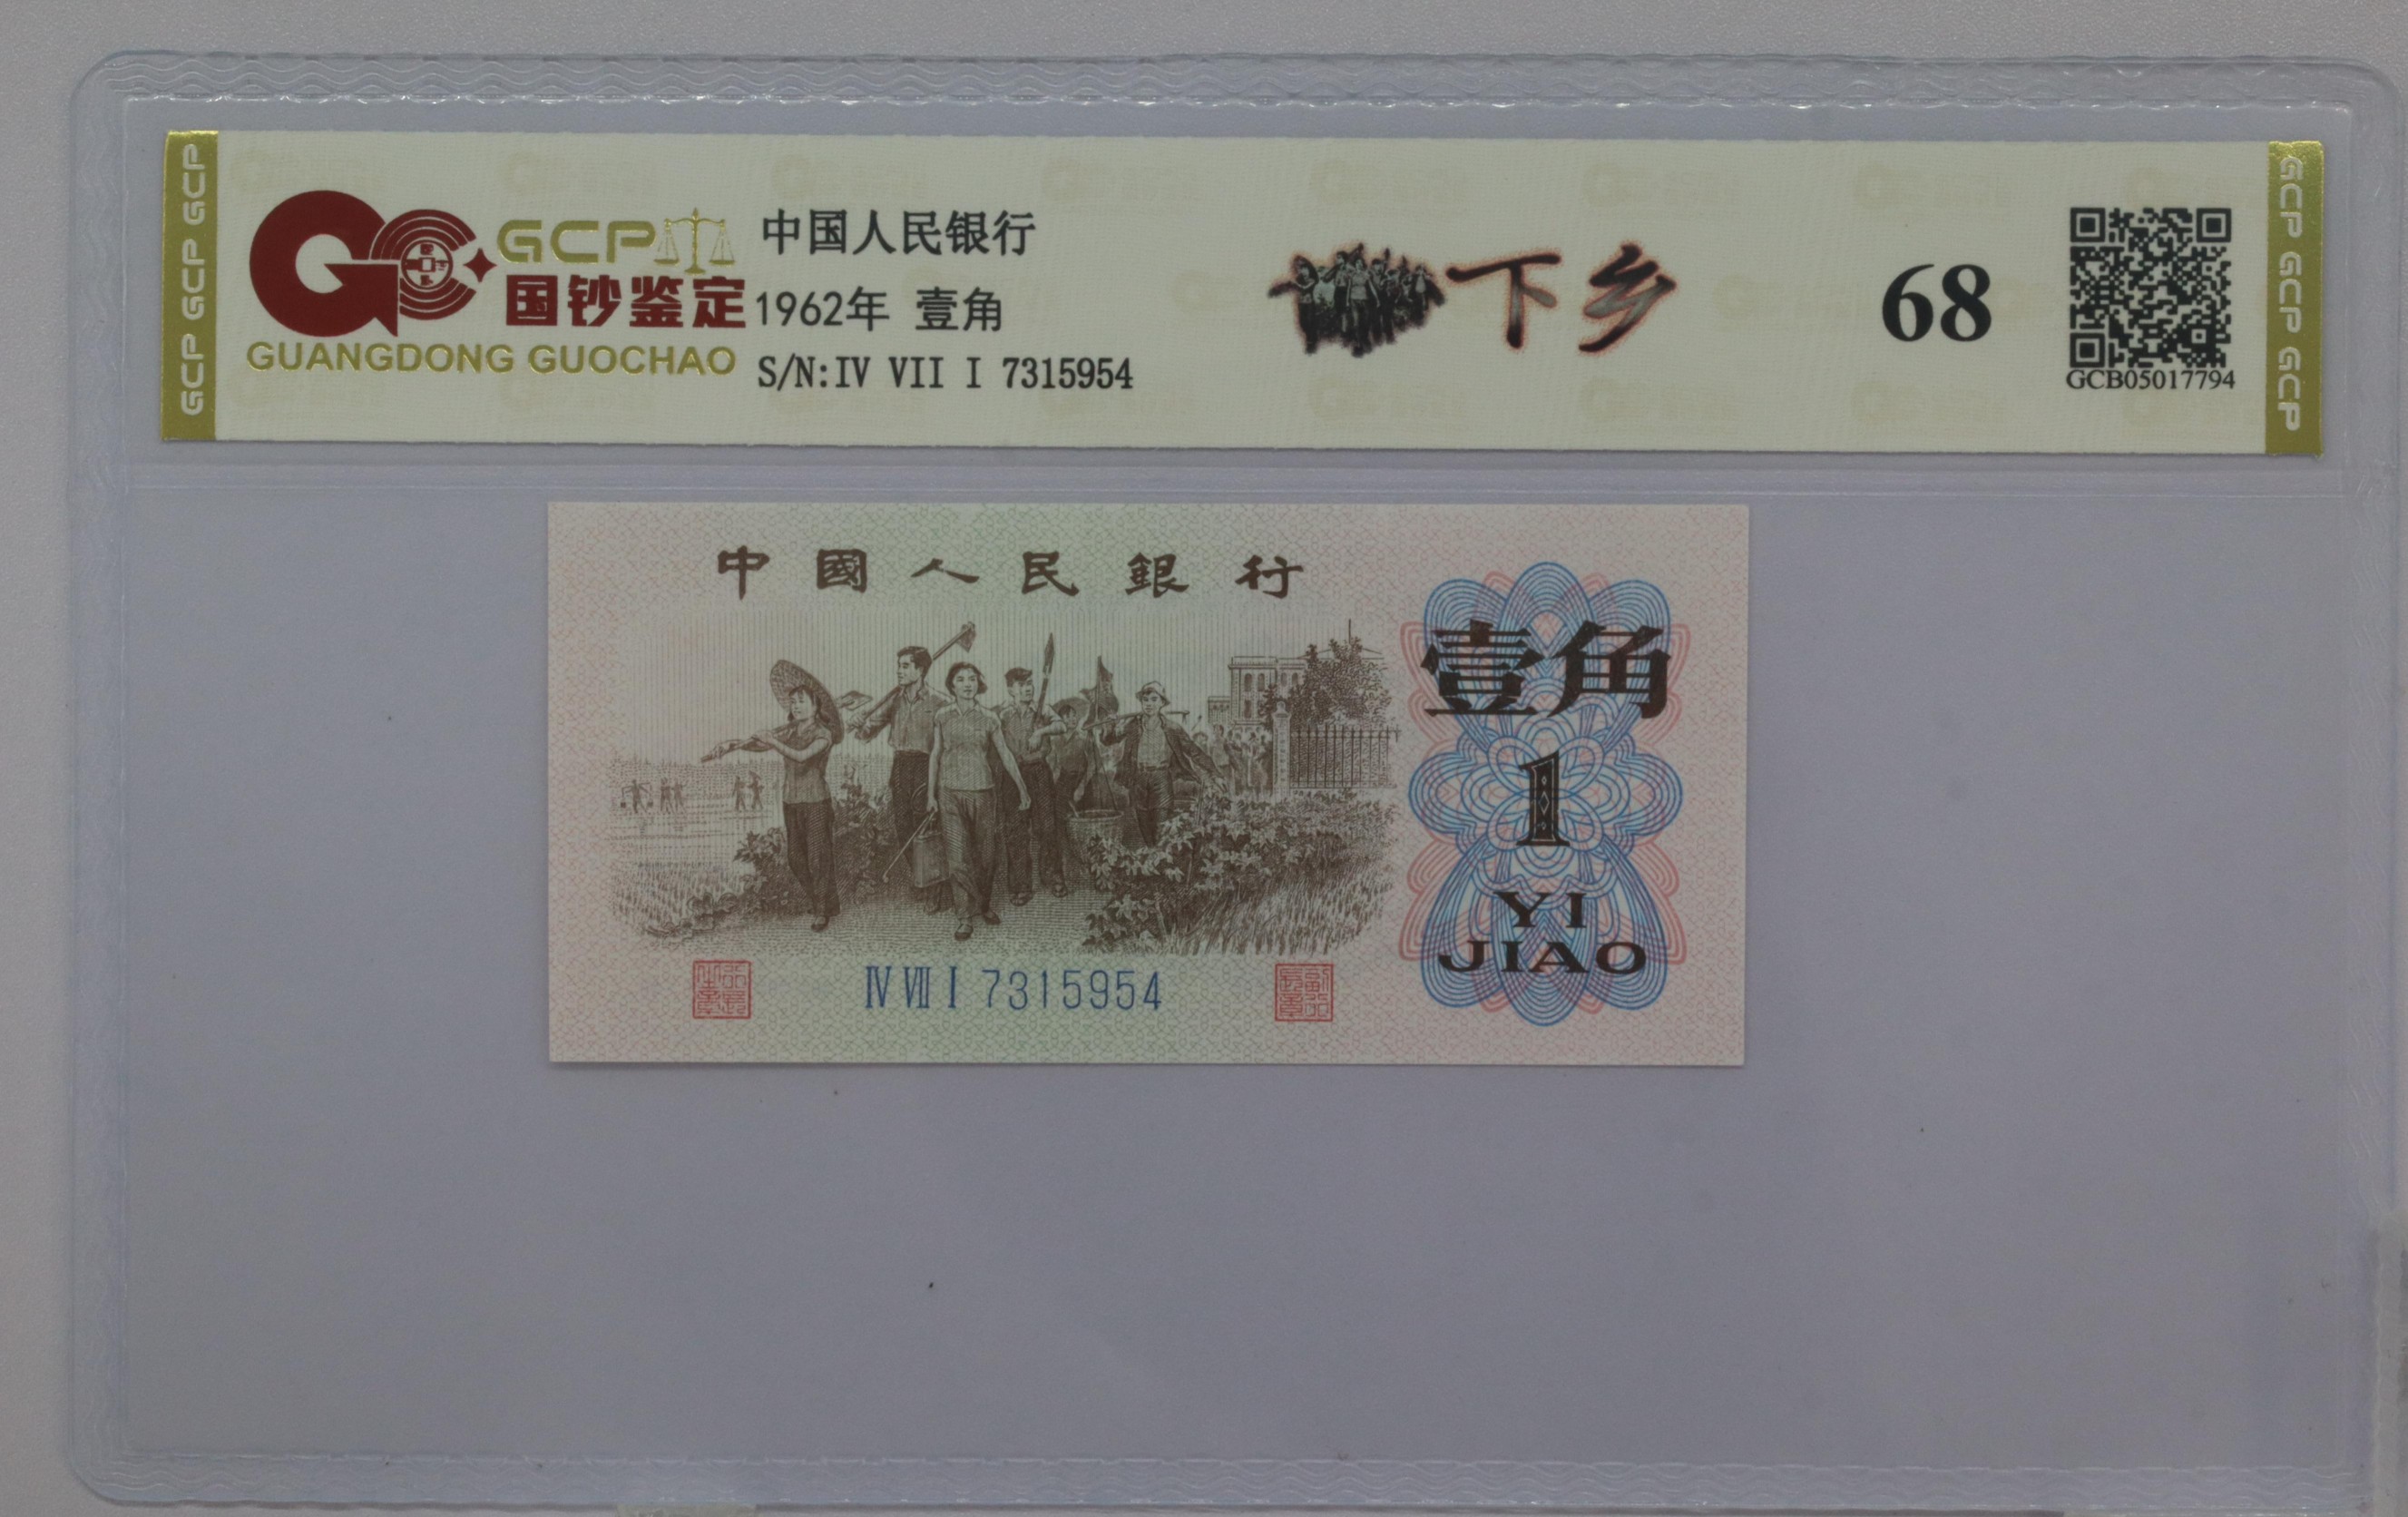 GCP GCP GCP
GCP
国钞鉴定
GUANGDONG GUOCHAO
中国人民银行
1962年 壹角
S/N:IV VII I 7315954
下乡
68
GCB05017794
GCP GCP GCP
中國人民銀行
壹角
1
YI
JIAO
IV VII I 7315954